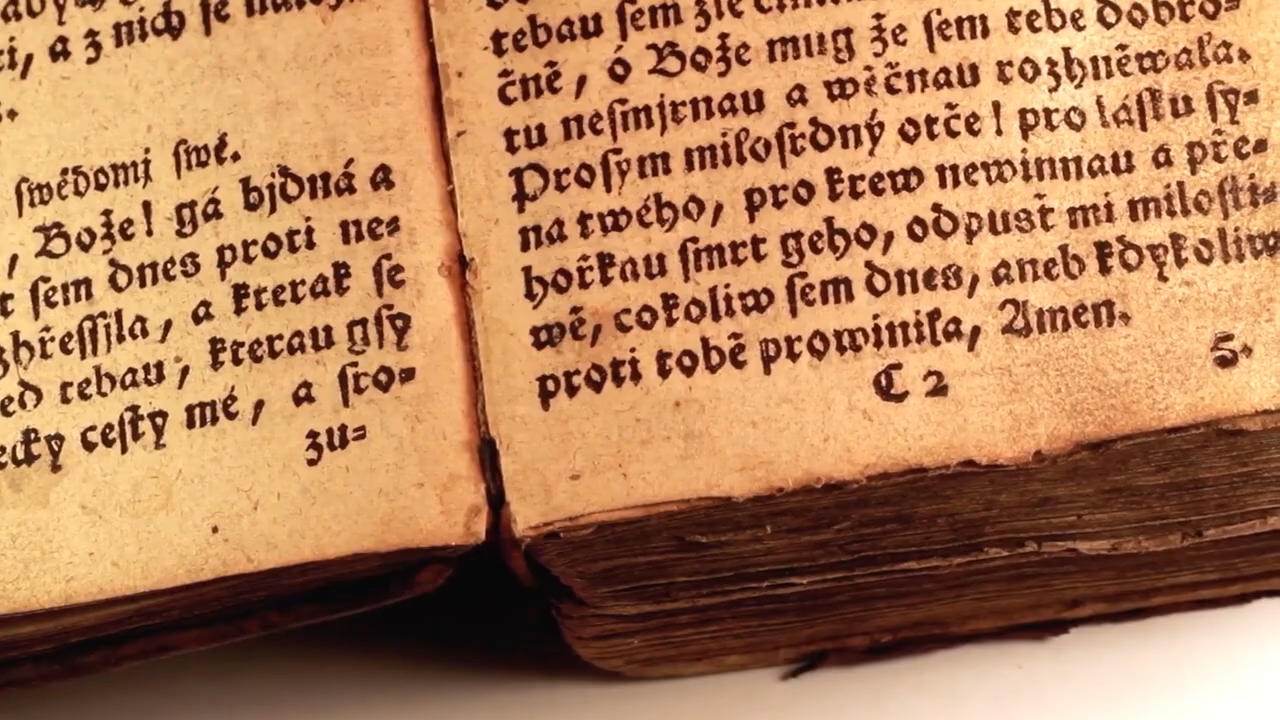 a z nich se
swědomj swé.
, Bože! gá bjdná a
sem dnes proti ne⸗
zhřessyla, a kterak se
ed tebau, kterau gsy
ecky cesty mé, a sto⸗
zu⸗
tebau sem zle
čně, ó Bože mug že sem tebe dobro⸗
tu nesmjrnau a wěčnau rozhněwala.
Prosym milosrdný otče! pro lásku sy⸗
na twého, pro krew newinnau a pře⸗
hořkau smrt geho, odpusť mi milosti⸗
wě, cokoliw sem dnes, aneb kdykoliw
proti tobě prowinila, Amen.
C 2
5.